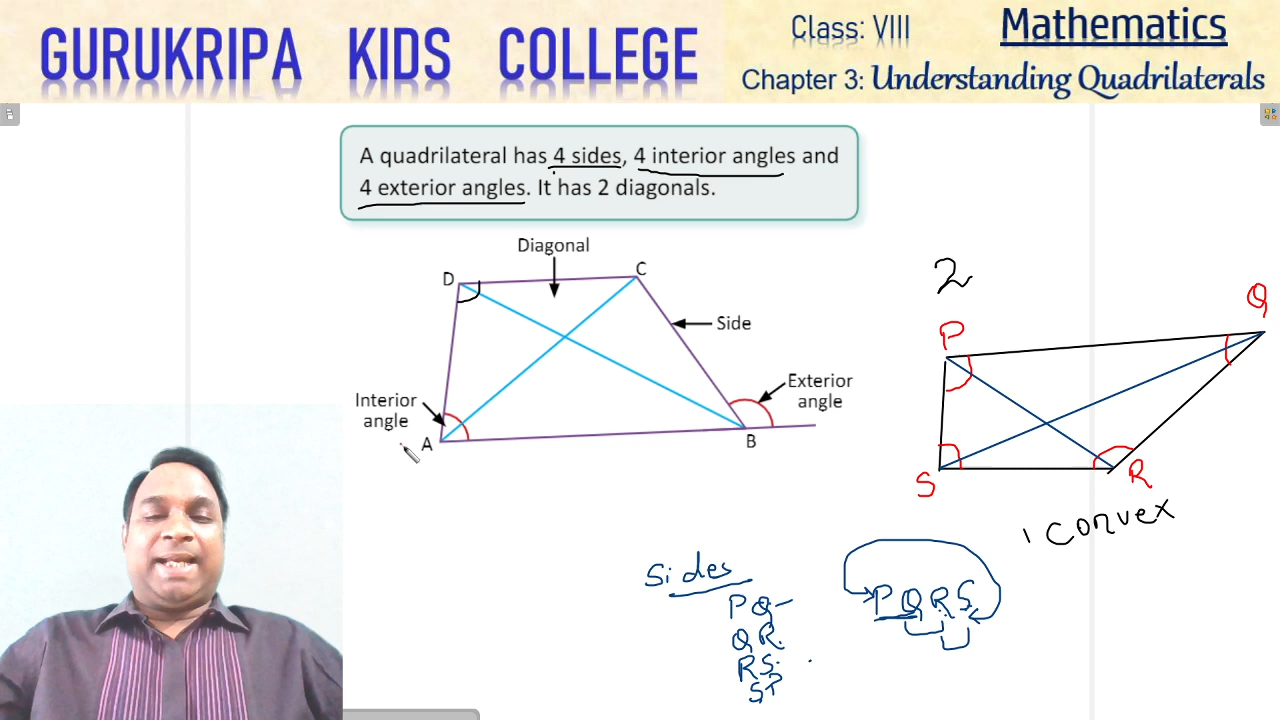 GURUKRIPA KIDS COLLEGE
Class: VIII Mathematics
Chapter 3: Understanding Quadrilaterals
A quadrilateral has 4 sides, 4 interior angles and
4 exterior angles. It has 2 diagonals.
Diagonal
D
C
Side
Interior
angle
Exterior
angle
A
B
2
P
Q
S
R
convex
Sides
PQ
QR
RS
SP
PQRS